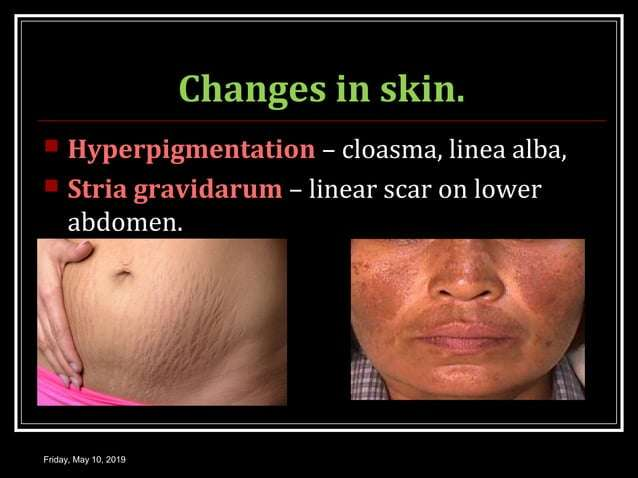 Changes in skin.
Hyperpigmentation – cloasma, linea alba,
Stria gravidarum – linear scar on lower
abdomen.
Friday, May 10, 2019